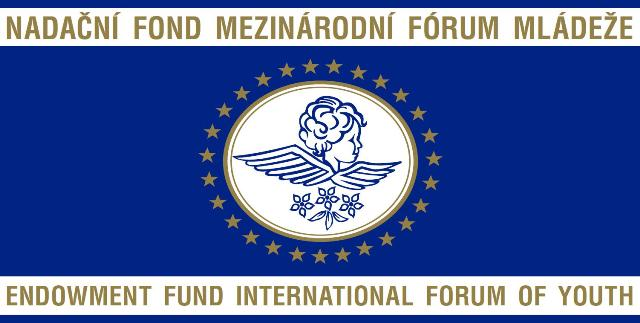 NADAČNÍ FOND MEZINÁRODNÍ FÓRUM MLÁDEŽE
ENDOWMENT FUND INTERNATIONAL FORUM OF YOUTH